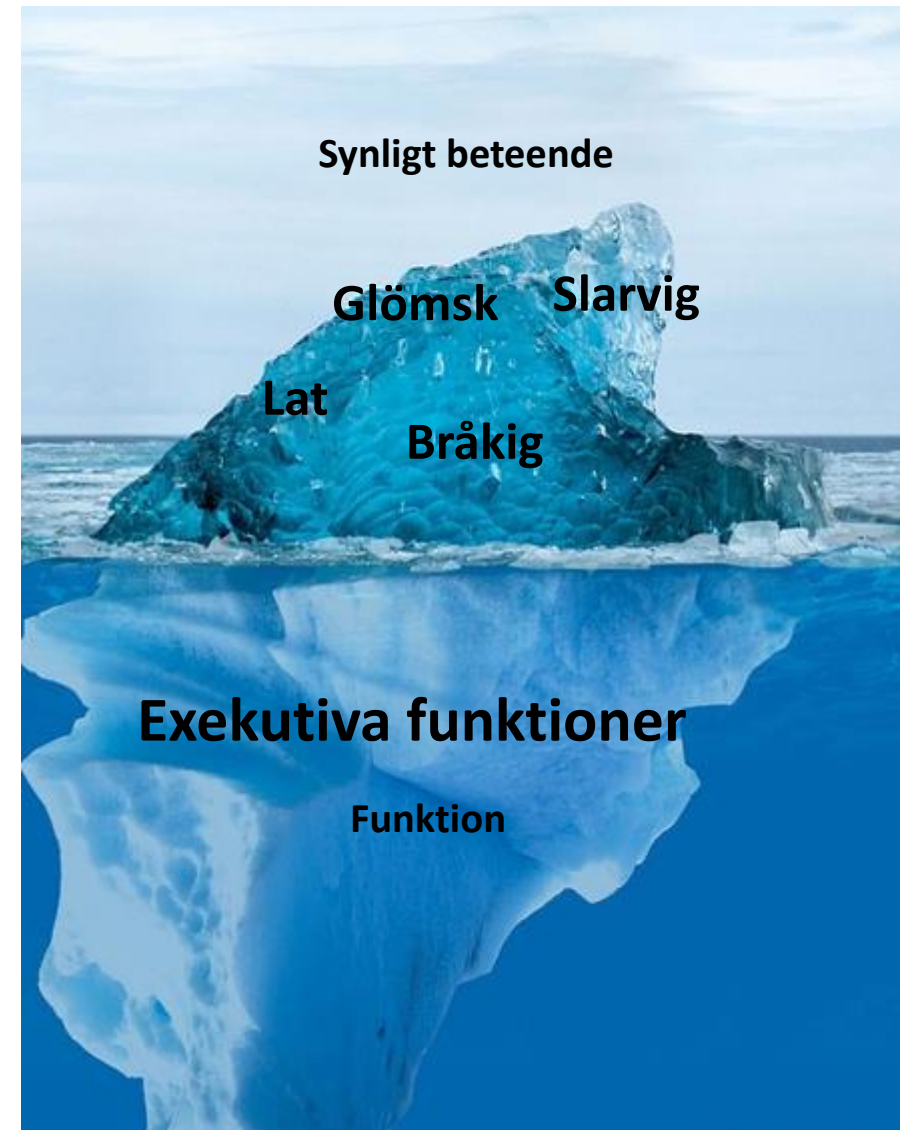 Synligt beteende
Glömsk
Slarvig
Lat
Bråkig
Exekutiva funktioner
Funktion